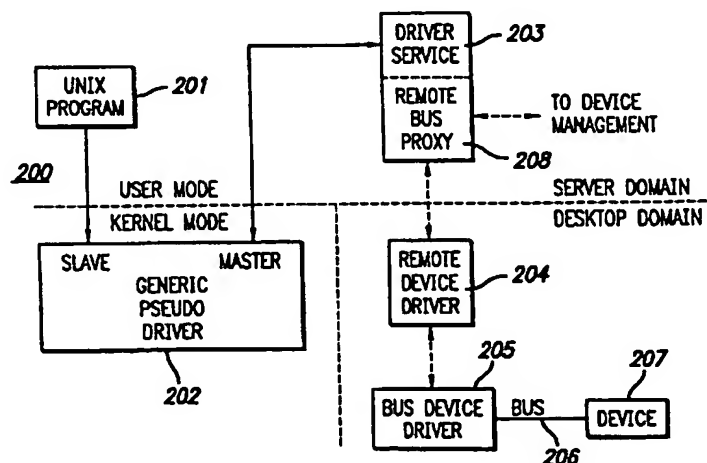 DRIVER
SERVICE
203
UNIX
PROGRAM
201
REMOTE
BUS
PROXY
TO DEVICE
MANAGEMENT
208
200
USER MODE
SERVER DOMAIN
KERNEL MODE
DESKTOP DOMAIN
SLAVE
MASTER
GENERIC
PSEUDO
DRIVER
202
REMOTE
DEVICE
DRIVER
204
205
207
BUS DEVICE
DRIVER
BUS
DEVICE
206